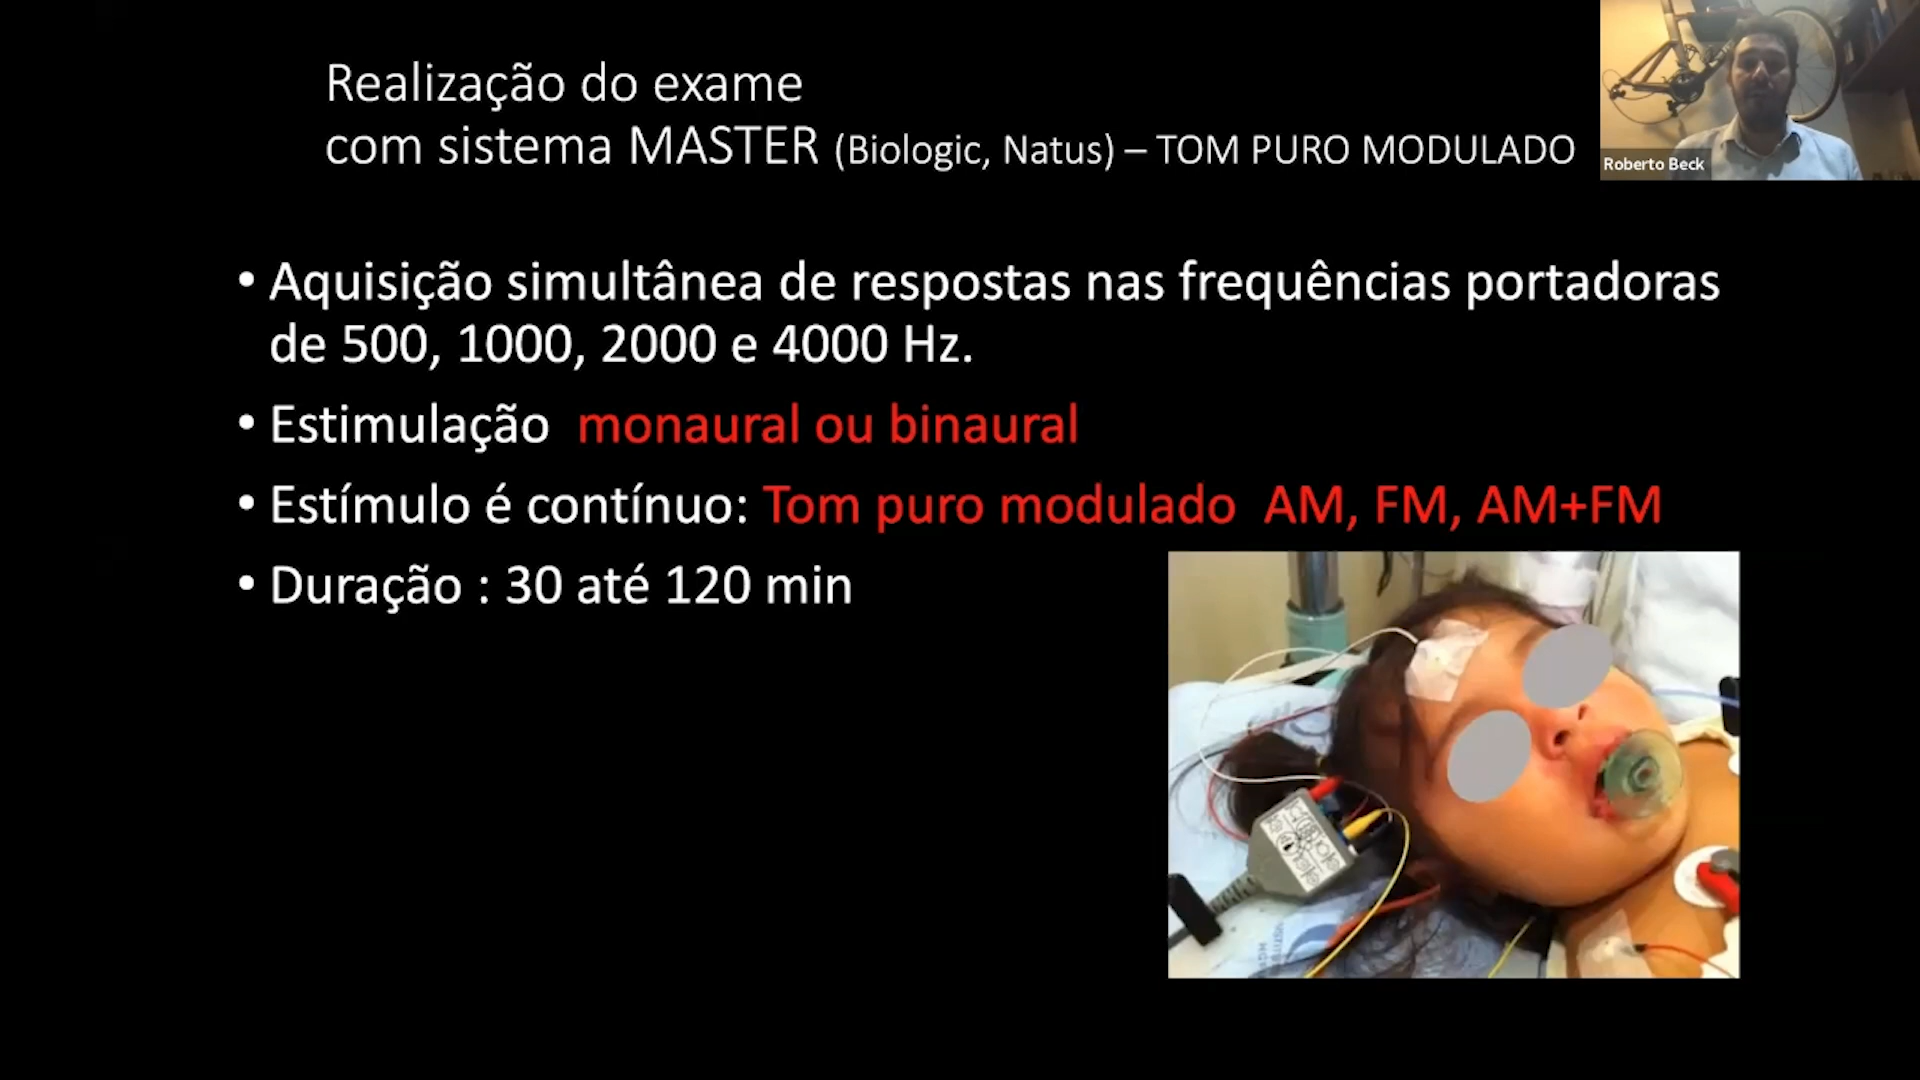 Realização do exame
com sistema MASTER (Biologic, Natus) – TOM PURO MODULADO
Roberto Beck
• Aquisição simultânea de respostas nas frequências portadoras
de 500, 1000, 2000 e 4000 Hz.
• Estimulação monaural ou binaural
• Estímulo é contínuo: Tom puro modulado AM, FM, AM+FM
• Duração : 30 até 120 min